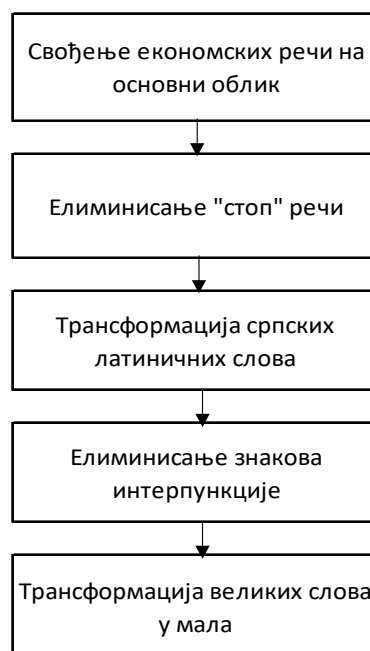 Свођење економских речи на
основни облик
Елиминисање "стоп" речи
Трансформација српских
латиничних слова
Елиминисање знакова
интерпункције
Трансформација великих слова
у мала